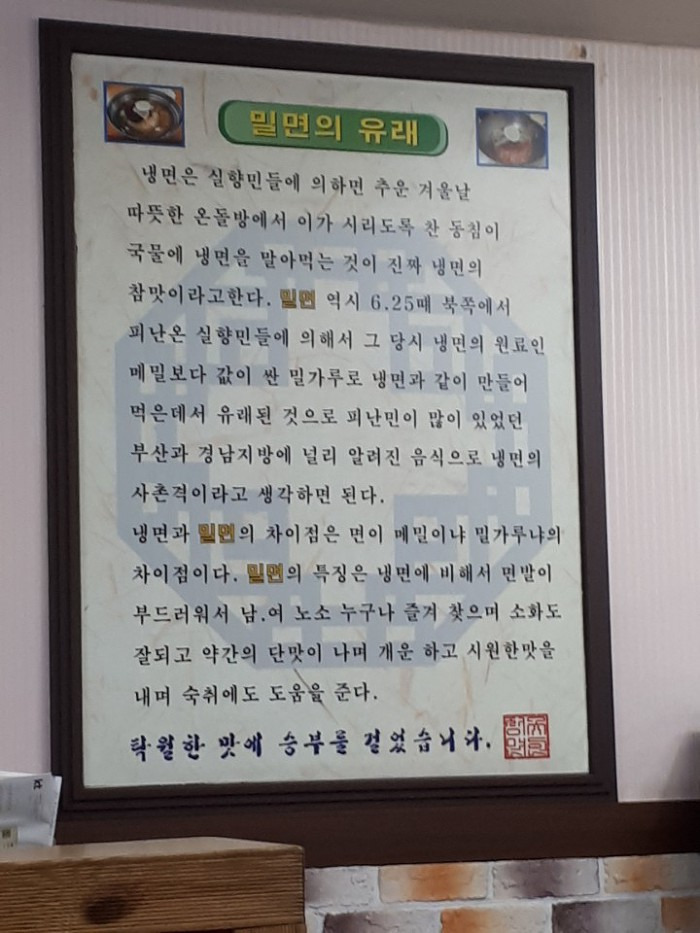 밀면의 유래
냉면은 실향민들에 의하면 추운 겨울날
따뜻한 온돌방에서 이가 시리도록 찬 동침이
국물에 냉면을 말아먹는 것이 진짜 냉면의
참맛이라고한다. 밀면 역시 6.25때 북쪽에서
피난온 실향민들에 의해서 그 당시 냉면의 원료인
메밀보다 값이 싼 밀가루로 냉면과 같이 만들어
먹은데서 유래된 것으로 피난민이 많이 있었던
부산과 경남지방에 널리 알려진 음식으로 냉면의
사촌격이라고 생각하면 된다.
냉면과 밀면의 차이점은 면이 메밀이냐 밀가루냐의
차이점이다. 밀면의 특징은 냉면에 비해서 면발이
부드러워서 남.여 노소 누구나 즐겨 찾으며 소화도
잘되고 약간의 단맛이 나며 개운 하고 시원한맛을
내며 숙취에도 도움을 준다.
탁월한 맛에 승부를 걸었습니다.